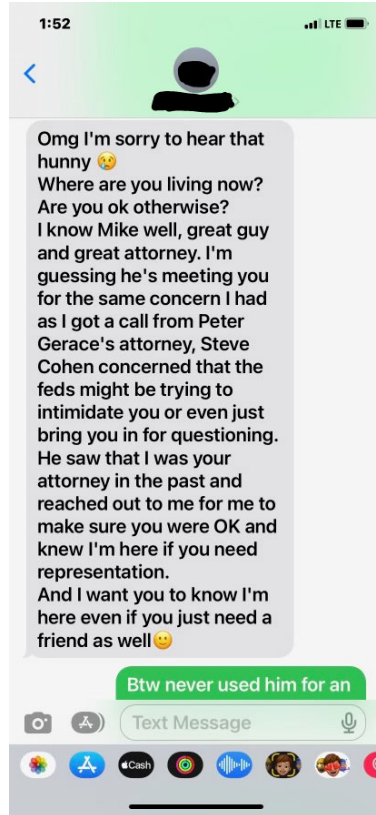 1:52
LTE
Omg I'm sorry to hear that
hunny 😢
Where are you living now?
Are you ok otherwise?
I know Mike well, great guy
and great attorney. I'm
guessing he's meeting you
for the same concern I had
as I got a call from Peter
Gerace's attorney, Steve
Cohen concerned that the
feds might be trying to
intimidate you or even just
bring you in for questioning.
He saw that I was your
attorney in the past and
reached out to me for me to
make sure you were OK and
knew I'm here if you need
representation.
And I want you to know I'm
here even if you just need a
friend as well🙂
Btw never used him for an
Text Message
Cash